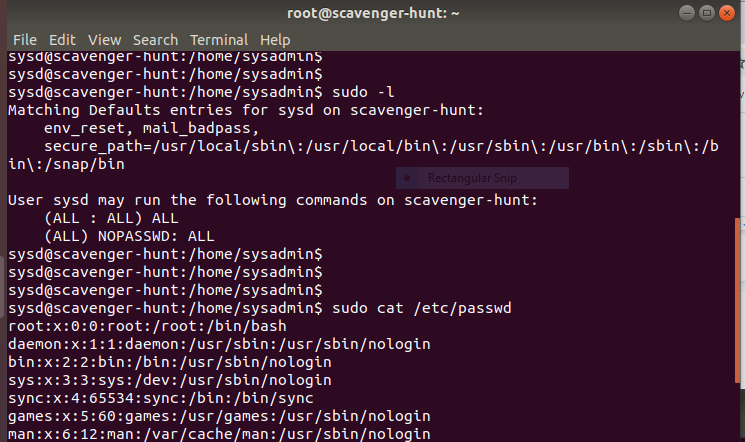 root@scavenger-hunt: ~
File Edit View Search Terminal Help
sysd@scavenger-hunt:/home/sysadmin$
sysd@scavenger-hunt:/home/sysadmin$
sysd@scavenger-hunt:/home/sysadmin$ sudo -l
Matching Defaults entries for sysd on scavenger-hunt:
    env_reset, mail_badpass,
    secure_path=/usr/local/sbin\:/usr/local/bin\:/usr/sbin\:/usr/bin\:/sbin\:/b
in\:/snap/bin
Rectangular Snip
User sysd may run the following commands on scavenger-hunt:
    (ALL : ALL) ALL
    (ALL) NOPASSWD: ALL
sysd@scavenger-hunt:/home/sysadmin$
sysd@scavenger-hunt:/home/sysadmin$
sysd@scavenger-hunt:/home/sysadmin$
sysd@scavenger-hunt:/home/sysadmin$ sudo cat /etc/passwd
root:x:0:0:root:/root:/bin/bash
daemon:x:1:1:daemon:/usr/sbin:/usr/sbin/nologin
bin:x:2:2:bin:/bin:/usr/sbin/nologin
sys:x:3:3:sys:/dev:/usr/sbin/nologin
sync:x:4:65534:sync:/bin:/bin/sync
games:x:5:60:games:/usr/games:/usr/sbin/nologin
man:x:6:12:man:/var/cache/man:/usr/sbin/nologin